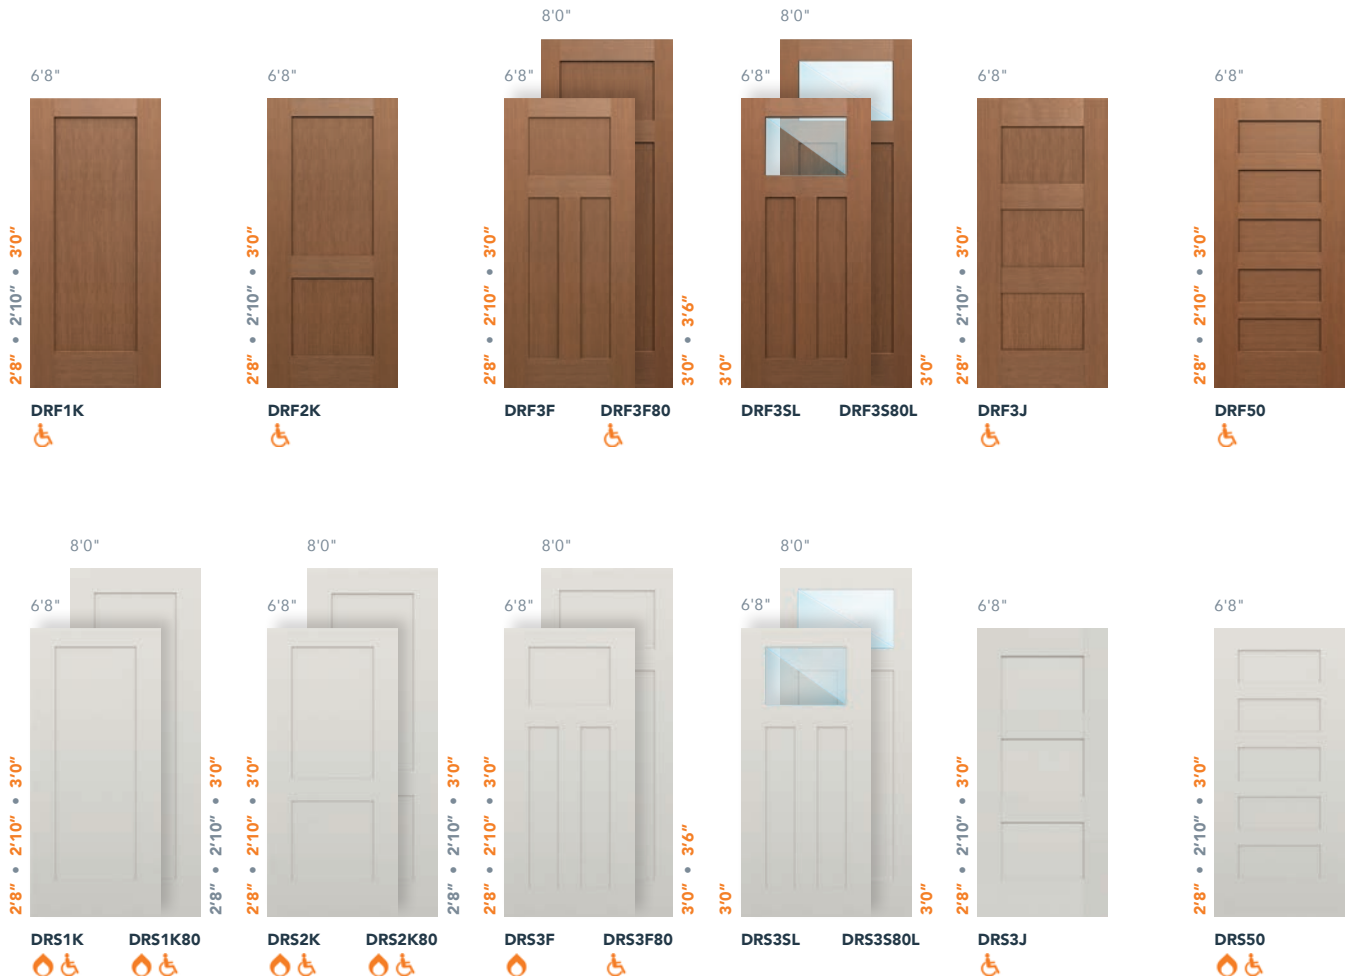 8'0"
8'0"
6'8"
6'8"
6'8"
6'8"
6'8"
6'8"
2'8" • 2'10" • 3'0"
2'8" • 2'10" • 3'0"
2'8" • 2'10" • 3'0"
3'0" • 3'6"
3'0"
3'0"
2'8" • 2'10" • 3'0"
2'8" • 2'10" • 3'0"
DRF1K
DRF2K
DRF3F
DRF3F80
DRF3SL
DRF3S80L
DRF3J
DRF50
8'0"
8'0"
8'0"
8'0"
6'8"
6'8"
6'8"
6'8"
6'8"
6'8"
2'8" • 2'10" • 3'0"
2'8" • 2'10" • 3'0"
2'8" • 2'10" • 3'0"
2'8" • 2'10" • 3'0"
2'8" • 2'10" • 3'0"
3'0" • 3'6"
3'0"
3'0"
2'8" • 2'10" • 3'0"
2'8" • 2'10" • 3'0"
DRS1K
DRS1K80
DRS2K
DRS2K80
DRS3F
DRS3F80
DRS3SL
DRS3S80L
DRS3J
DRS50